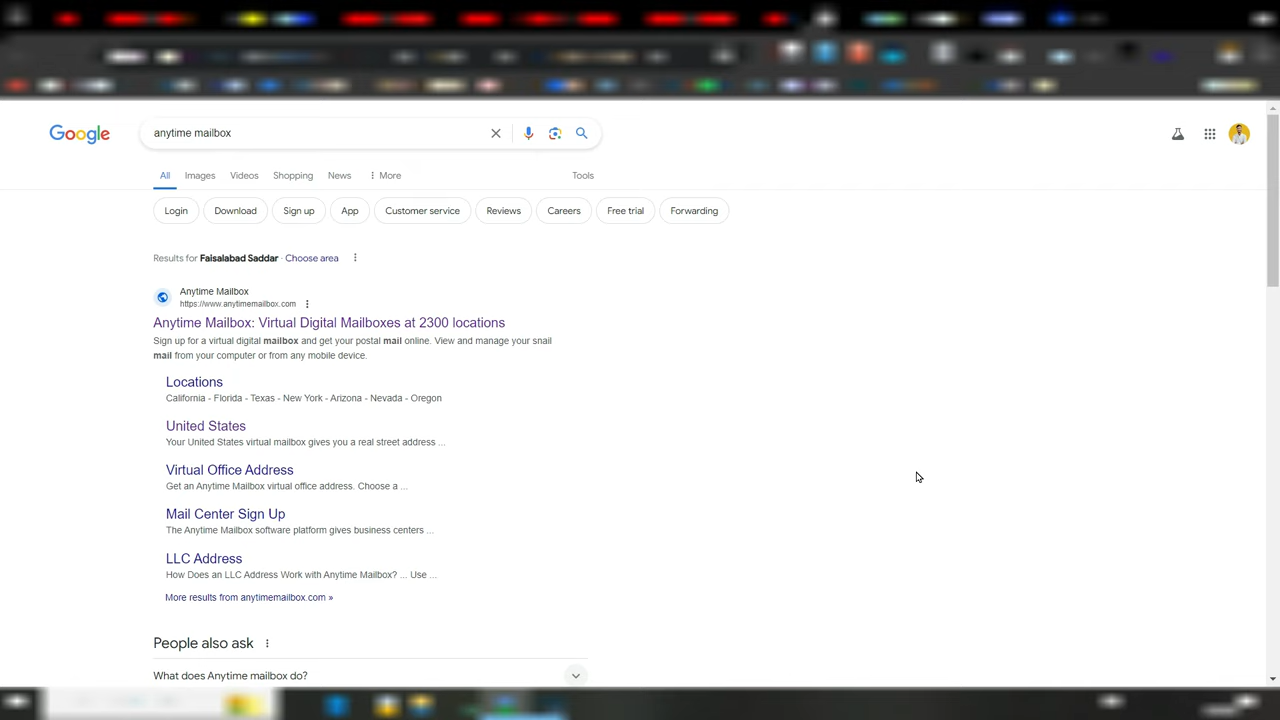 Google
anytime mailbox
All Images Videos Shopping News More Tools
Login Download Sign up App Customer service Reviews Careers Free trial Forwarding
Results for Faisalabad Saddar · Choose area
Anytime Mailbox
https://www.anytimemailbox.com
Anytime Mailbox: Virtual Digital Mailboxes at 2300 locations
Sign up for a virtual digital mailbox and get your postal mail online. View and manage your snail
mail from your computer or from any mobile device.
Locations
California - Florida - Texas - New York - Arizona - Nevada - Oregon
United States
Your United States virtual mailbox gives you a real street address ...
Virtual Office Address
Get an Anytime Mailbox virtual office address. Choose a ...
Mail Center Sign Up
The Anytime Mailbox software platform gives business centers ...
LLC Address
How Does an LLC Address Work with Anytime Mailbox? ... Use ...
More results from anytimemailbox.com »
People also ask
What does Anytime mailbox do?